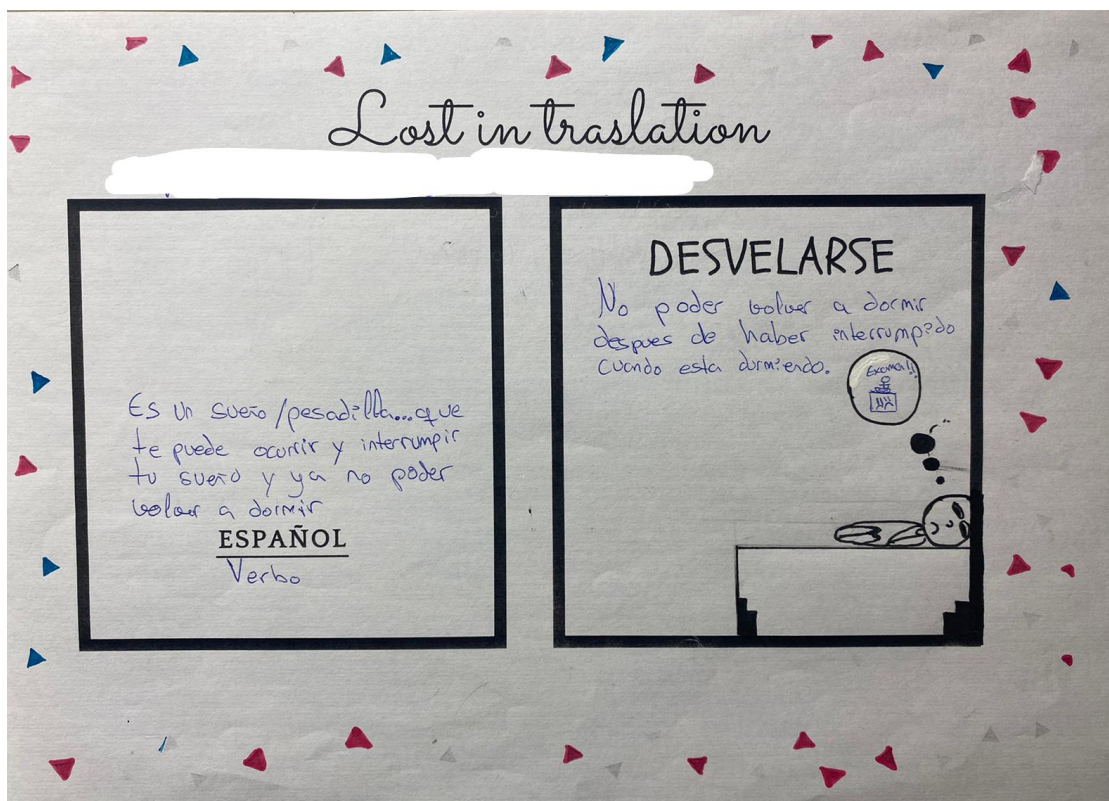 Lost in traslation
Es un sueño/pesadilla...que
te puede ocurrir y interrumpir
tu sueño y ya no poder
volver a dormir
ESPAÑOL
Verbo
DESVELARSE
No poder volver a dormir
despues de haber interrumpido
cuando esta durmiendo.
Examen!!